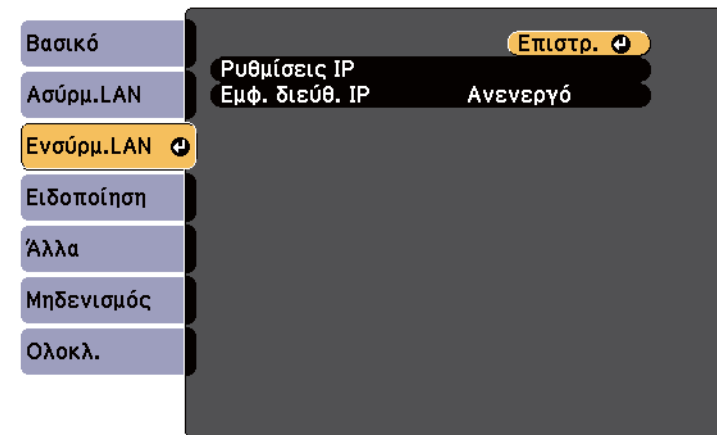 Βασικό
Ασύρμ.LAN
Ενσύρμ.LAN
Ειδοποίηση
Άλλα
Μηδενισμός
Ολοκλ.
Επιστρ.
Ρυθμίσεις IP
Εμφ. διεύθ. IP Ανενεργό